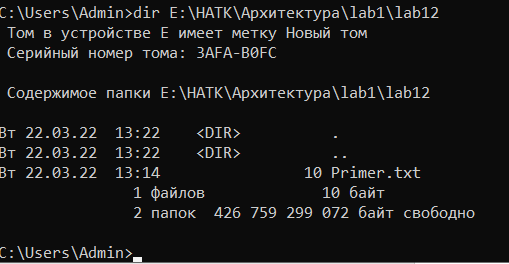 C:\Users\Admin>dir E:\НАТК\Архитектура\lab1\lab12
Том в устройстве E имеет метку Новый том
Серийный номер тома: 3AFA-B0FC
Содержимое папки E:\НАТК\Архитектура\lab1\lab12
Вт 22.03.22  13:22    <DIR>          .
Вт 22.03.22  13:22    <DIR>          ..
Вт 22.03.22  13:14                10 Primer.txt
1 файлов             10 байт
2 папок  426 759 299 072 байт свободно
C:\Users\Admin>